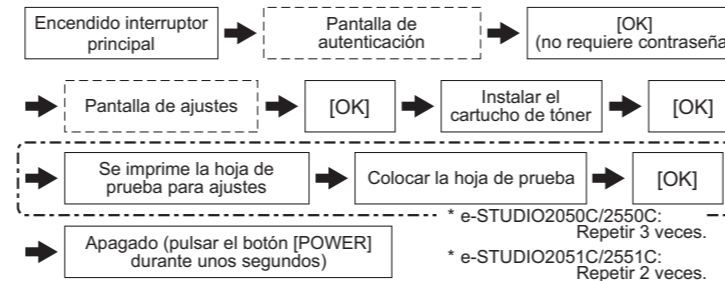 Encendido interruptor
principal
Pantalla de
autenticación
[OK]
(no requiere contraseña
Pantalla de ajustes
[OK]
Instalar el
cartucho de tóner
[OK]
Se imprime la hoja de
prueba para ajustes
Colocar la hoja de prueba
[OK]
* e-STUDIO2050C/2550C:
Repetir 3 veces.
Apagado (pulsar el botón [POWER]
durante unos segundos)
* e-STUDIO2051C/2551C:
Repetir 2 veces.